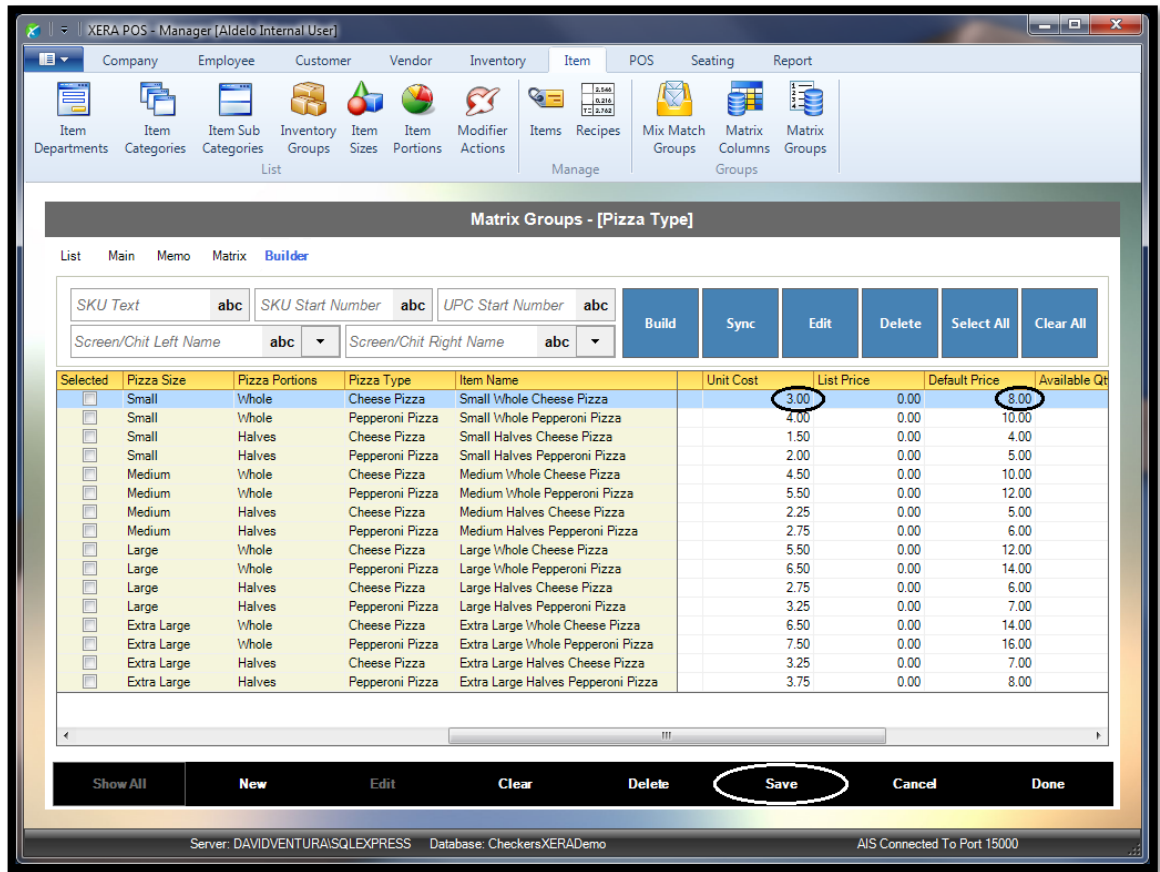 XERA POS - Manager [Aldelo Internal User]
Company Employee Customer Vendor Inventory Item POS Seating Report
2.546
0.216
2.762
Item Departments Item Categories Item Sub Categories Inventory Groups Item Sizes Item Portions Modifier Actions Items Recipes Mix Match Groups Matrix Columns Matrix Groups
List Manage Groups
Matrix Groups - [Pizza Type]
List Main Memo Matrix Builder
SKU Text abc SKU Start Number abc UPC Start Number abc
Build Sync Edit Delete Select All Clear All
Screen/Chit Left Name abc Screen/Chit Right Name abc
Selected Pizza Size Pizza Portions Pizza Type Item Name Unit Cost List Price Default Price Available Qt
Small Whole Cheese Pizza Small Whole Cheese Pizza 3.00 0.00 8.00
Small Whole Pepperoni Pizza Small Whole Pepperoni Pizza 4.00 0.00 10.00
Small Halves Cheese Pizza Small Halves Cheese Pizza 1.50 0.00 4.00
Small Halves Pepperoni Pizza Small Halves Pepperoni Pizza 2.00 0.00 5.00
Medium Whole Cheese Pizza Medium Whole Cheese Pizza 4.50 0.00 10.00
Medium Whole Pepperoni Pizza Medium Whole Pepperoni Pizza 5.50 0.00 12.00
Medium Halves Cheese Pizza Medium Halves Cheese Pizza 2.25 0.00 5.00
Medium Halves Pepperoni Pizza Medium Halves Pepperoni Pizza 2.75 0.00 6.00
Large Whole Cheese Pizza Large Whole Cheese Pizza 5.50 0.00 12.00
Large Whole Pepperoni Pizza Large Whole Pepperoni Pizza 6.50 0.00 14.00
Large Halves Cheese Pizza Large Halves Cheese Pizza 2.75 0.00 6.00
Large Halves Pepperoni Pizza Large Halves Pepperoni Pizza 3.25 0.00 7.00
Extra Large Whole Cheese Pizza Extra Large Whole Cheese Pizza 6.50 0.00 14.00
Extra Large Whole Pepperoni Pizza Extra Large Whole Pepperoni Pizza 7.50 0.00 16.00
Extra Large Halves Cheese Pizza Extra Large Halves Cheese Pizza 3.25 0.00 7.00
Extra Large Halves Pepperoni Pizza Extra Large Halves Pepperoni Pizza 3.75 0.00 8.00
Show All New Edit Clear Delete Save Cancel Done
Server: DAVIDVENTURA\SQLEXPRESS Database: CheckersXERADemo AIS Connected To Port 15000